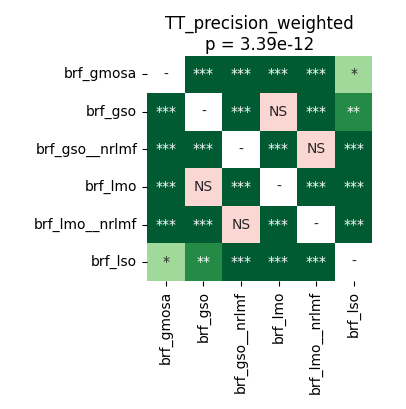 TT_precision_weighted
p = 3.39e-12
brf_gmosa - *** *** *** *** *
brf_gso *** - *** NS *** **
brf_gso__nrlmf *** *** - *** NS ***
brf_lmo *** NS *** - *** ***
brf_lmo__nrlmf *** *** NS *** - ***
brf_lso * ** *** *** *** -
brf_gmosa
brf_gso
brf_gso__nrlmf
brf_lmo
brf_lmo__nrlmf
brf_lso